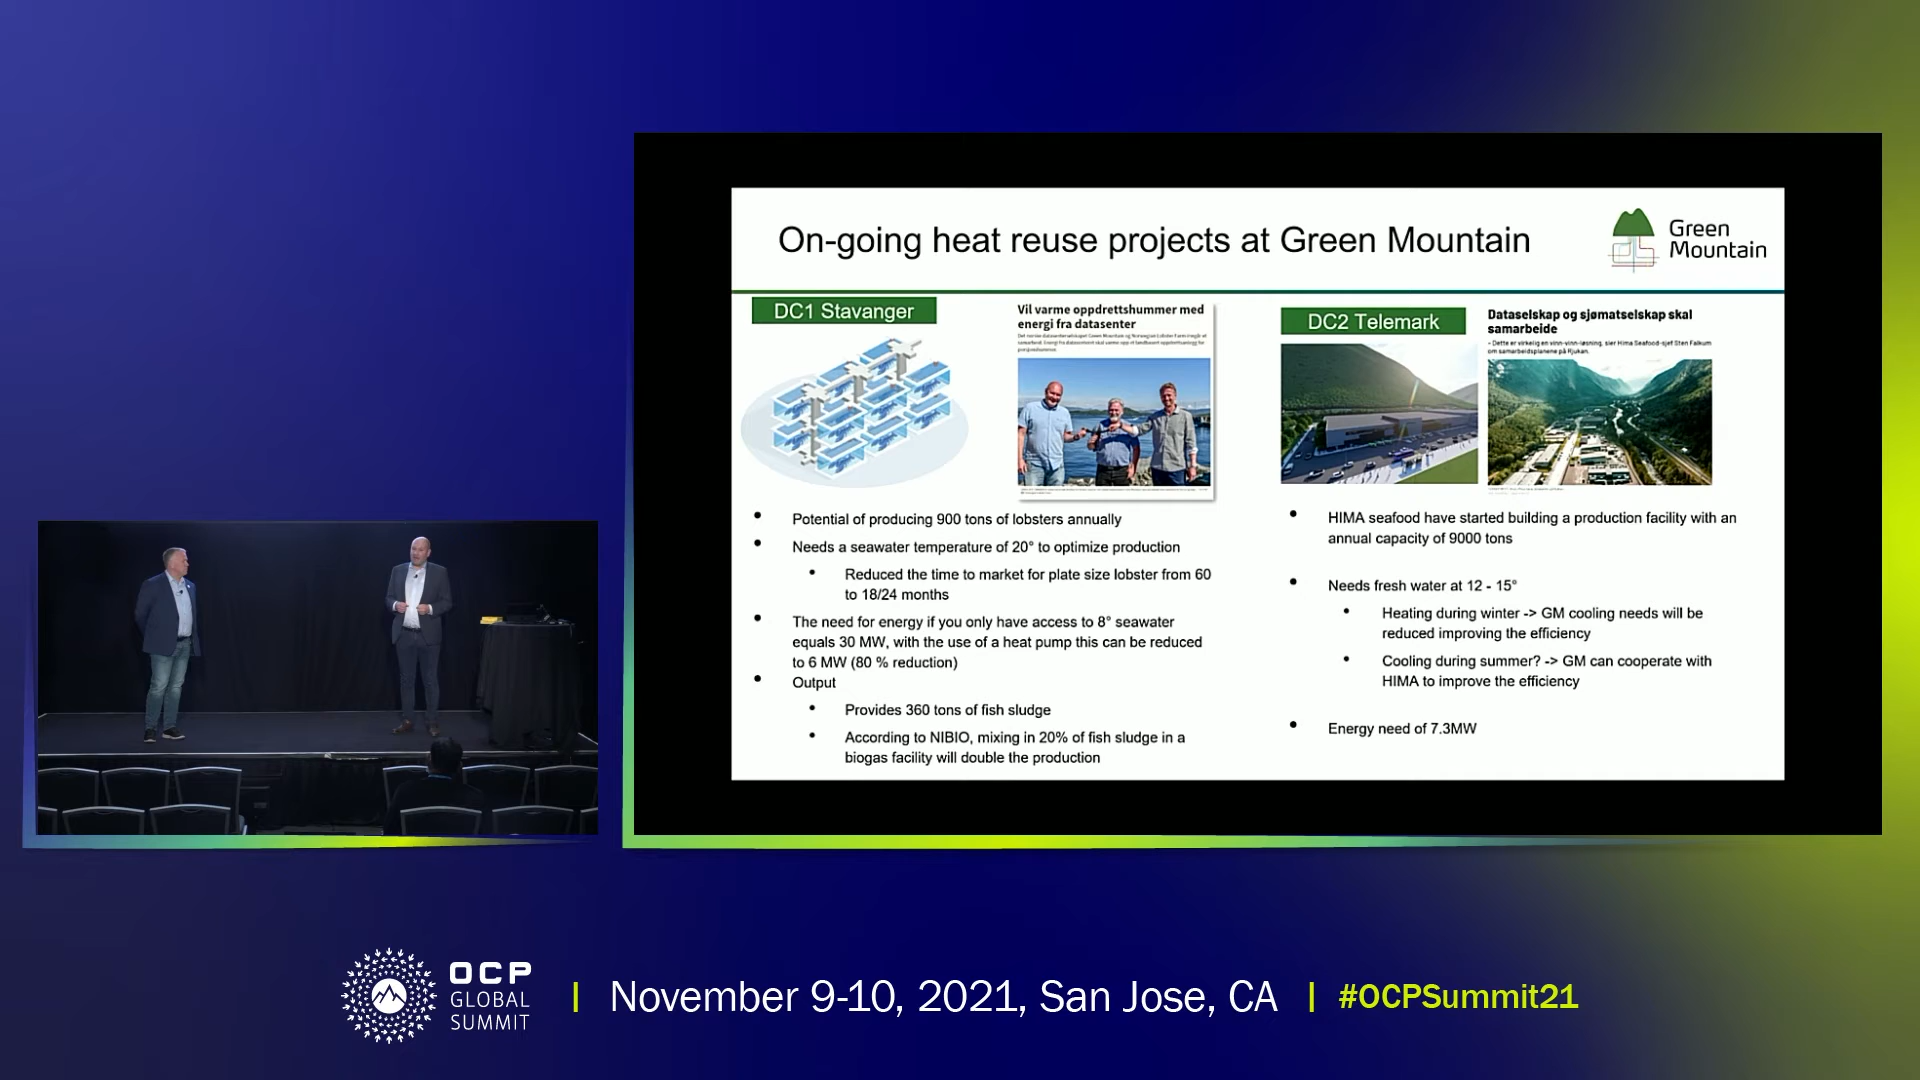 On-going heat reuse projects at Green Mountain
Green
Mountain
DC1 Stavanger
Vil varme oppdrettshummer med
energi fra datasenter
DC2 Telemark
Dataselskap og sjømatselskap skal
samarbeide
- Dette er virkelig en vinn-vinn-løsning, sier Hima Seafood-sjef Sten Falkum
om samarbeidsplanene på Rjukan.
• Potential of producing 900 tons of lobsters annually
• Needs a seawater temperature of 20° to optimize production
• Reduced the time to market for plate size lobster from 60
to 18/24 months
• The need for energy if you only have access to 8° seawater
equals 30 MW, with the use of a heat pump this can be reduced
to 6 MW (80 % reduction)
• Output
• Provides 360 tons of fish sludge
• According to NIBIO, mixing in 20% of fish sludge in a
biogas facility will double the production
• HIMA seafood have started building a production facility with an
annual capacity of 9000 tons
• Needs fresh water at 12 - 15°
• Heating during winter -> GM cooling needs will be
reduced improving the efficiency
• Cooling during summer? -> GM can cooperate with
HIMA to improve the efficiency
• Energy need of 7.3MW
OCP
GLOBAL
SUMMIT
| November 9-10, 2021, San Jose, CA | #OCPSummit21